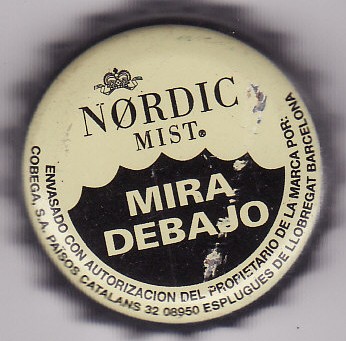 NØRDIC
MIST®
MIRA
DEBAJO
ENVASADO CON AUTORIZACION DEL PROPIETARIO DE LA MARCA POR:
COBEGA, S.A. PAISOS CATALANS 32 08950 ESPLUGUES DE LLOBREGAT BARCELONA